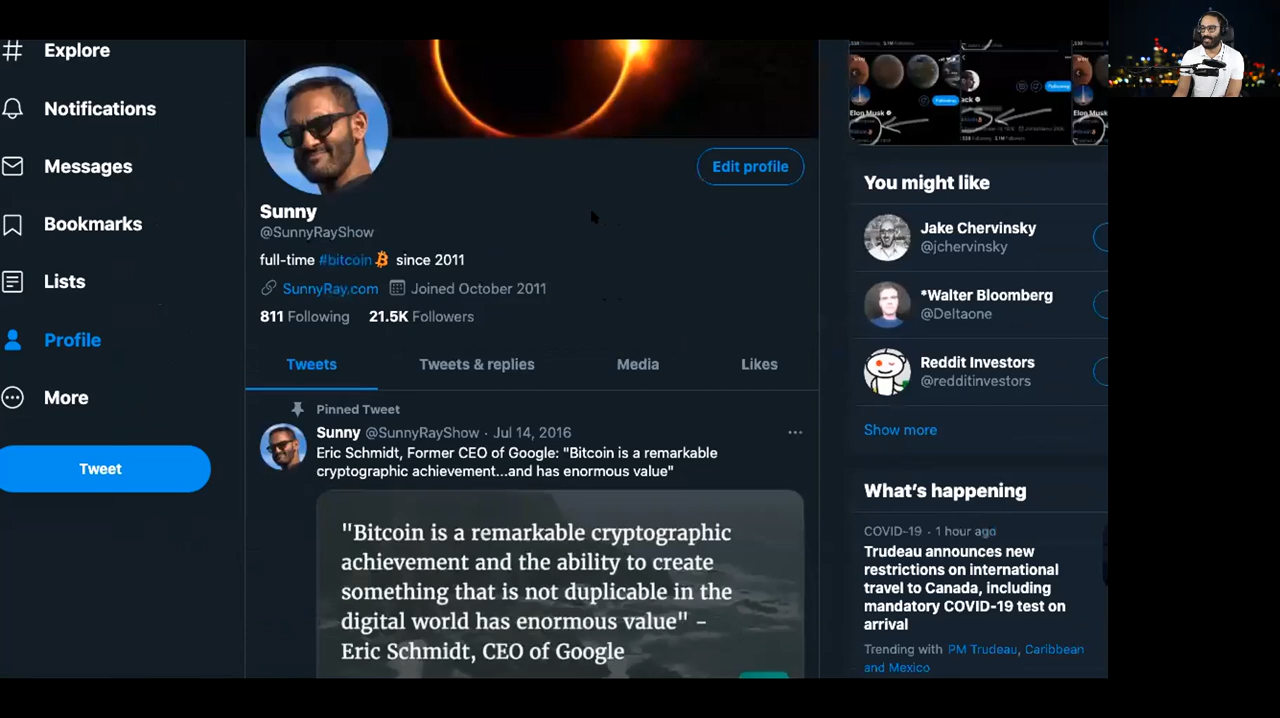 Explore
Notifications
Messages
Bookmarks
Lists
Profile
More
Tweet
Edit profile
Sunny
@SunnyRayShow
full-time #bitcoin since 2011
SunnyRay.com Joined October 2011
811 Following 21.5K Followers
Tweets Tweets & replies Media Likes
Pinned Tweet
Sunny @SunnyRayShow · Jul 14, 2016
Eric Schmidt, Former CEO of Google: "Bitcoin is a remarkable
cryptographic achievement...and has enormous value"
"Bitcoin is a remarkable cryptographic
achievement and the ability to create
something that is not duplicable in the
digital world has enormous value" -
Eric Schmidt, CEO of Google
Elon Musk
Elon Musk
You might like
Jake Chervinsky
@jchervinsky
*Walter Bloomberg
@Deltaone
Reddit Investors
@redditinvestors
Show more
What's happening
COVID-19 · 1 hour ago
Trudeau announces new
restrictions on international
travel to Canada, including
mandatory COVID-19 test on
arrival
Trending with PM Trudeau, Caribbean
and Mexico